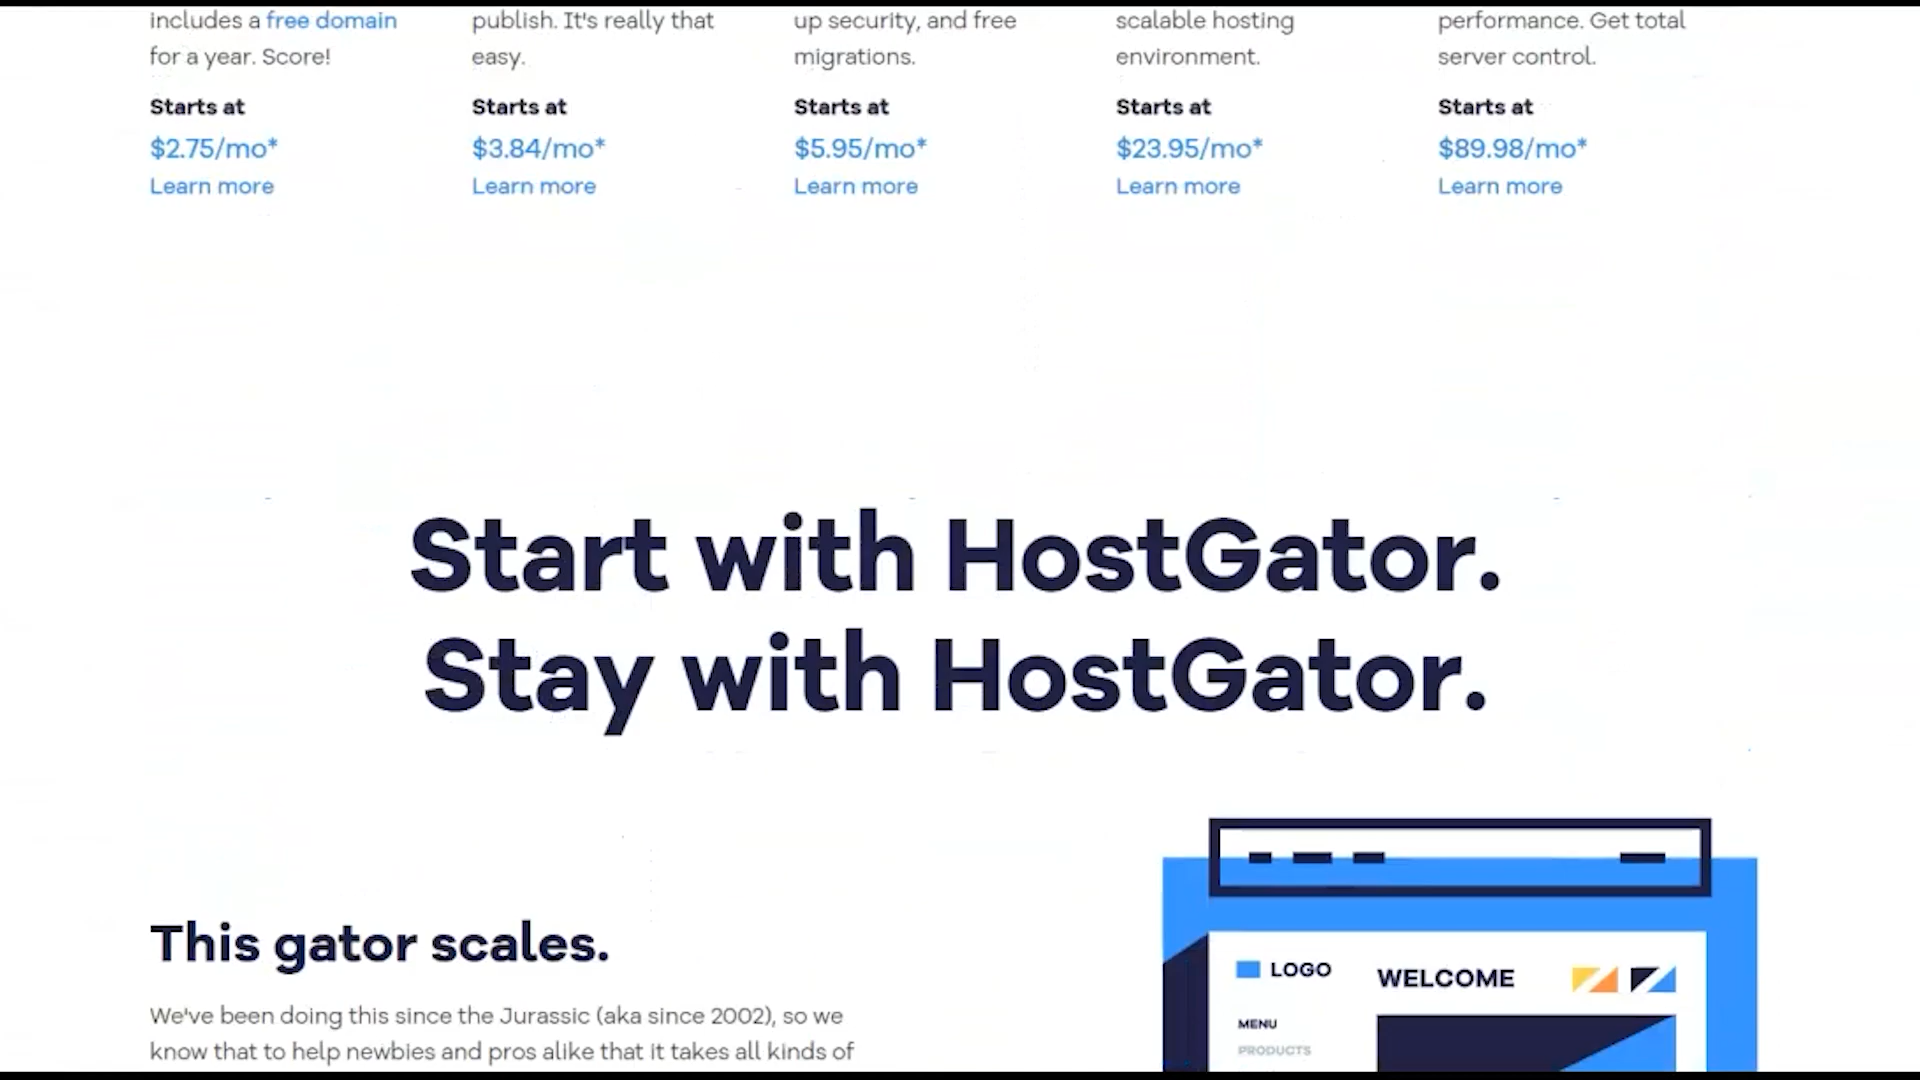 includes a free domain
for a year. Score!
Starts at
$2.75/mo*
Learn more
publish. It's really that
easy.
Starts at
$3.84/mo*
Learn more
up security, and free
migrations.
Starts at
$5.95/mo*
Learn more
scalable hosting
environment.
Starts at
$23.95/mo*
Learn more
performance. Get total
server control.
Starts at
$89.98/mo*
Learn more
Start with HostGator.
Stay with HostGator.
This gator scales.
We've been doing this since the Jurassic (aka since 2002), so we
know that to help newbies and pros alike that it takes all kinds of
LOGO
WELCOME
MENU
PRODUCTS